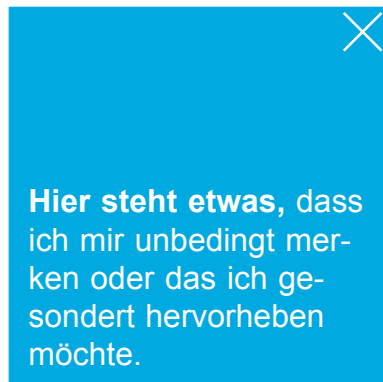 Hier steht etwas, dass
ich mir unbedingt mer-
ken oder das ich ge-
sondert hervorheben
möchte.